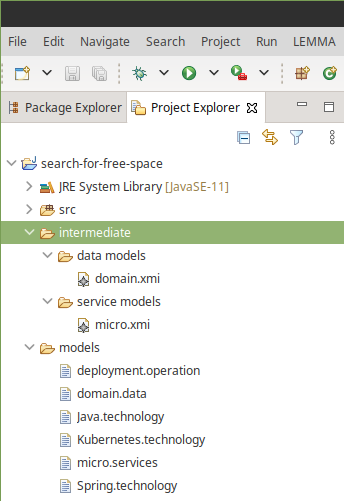 File Edit Navigate Search Project Run LEMMA
Package Explorer Project Explorer
search-for-free-space
JRE System Library [JavaSE-11]
src
intermediate
data models
domain.xmi
service models
micro.xmi
models
deployment.operation
domain.data
Java.technology
Kubernetes.technology
micro.services
Spring.technology